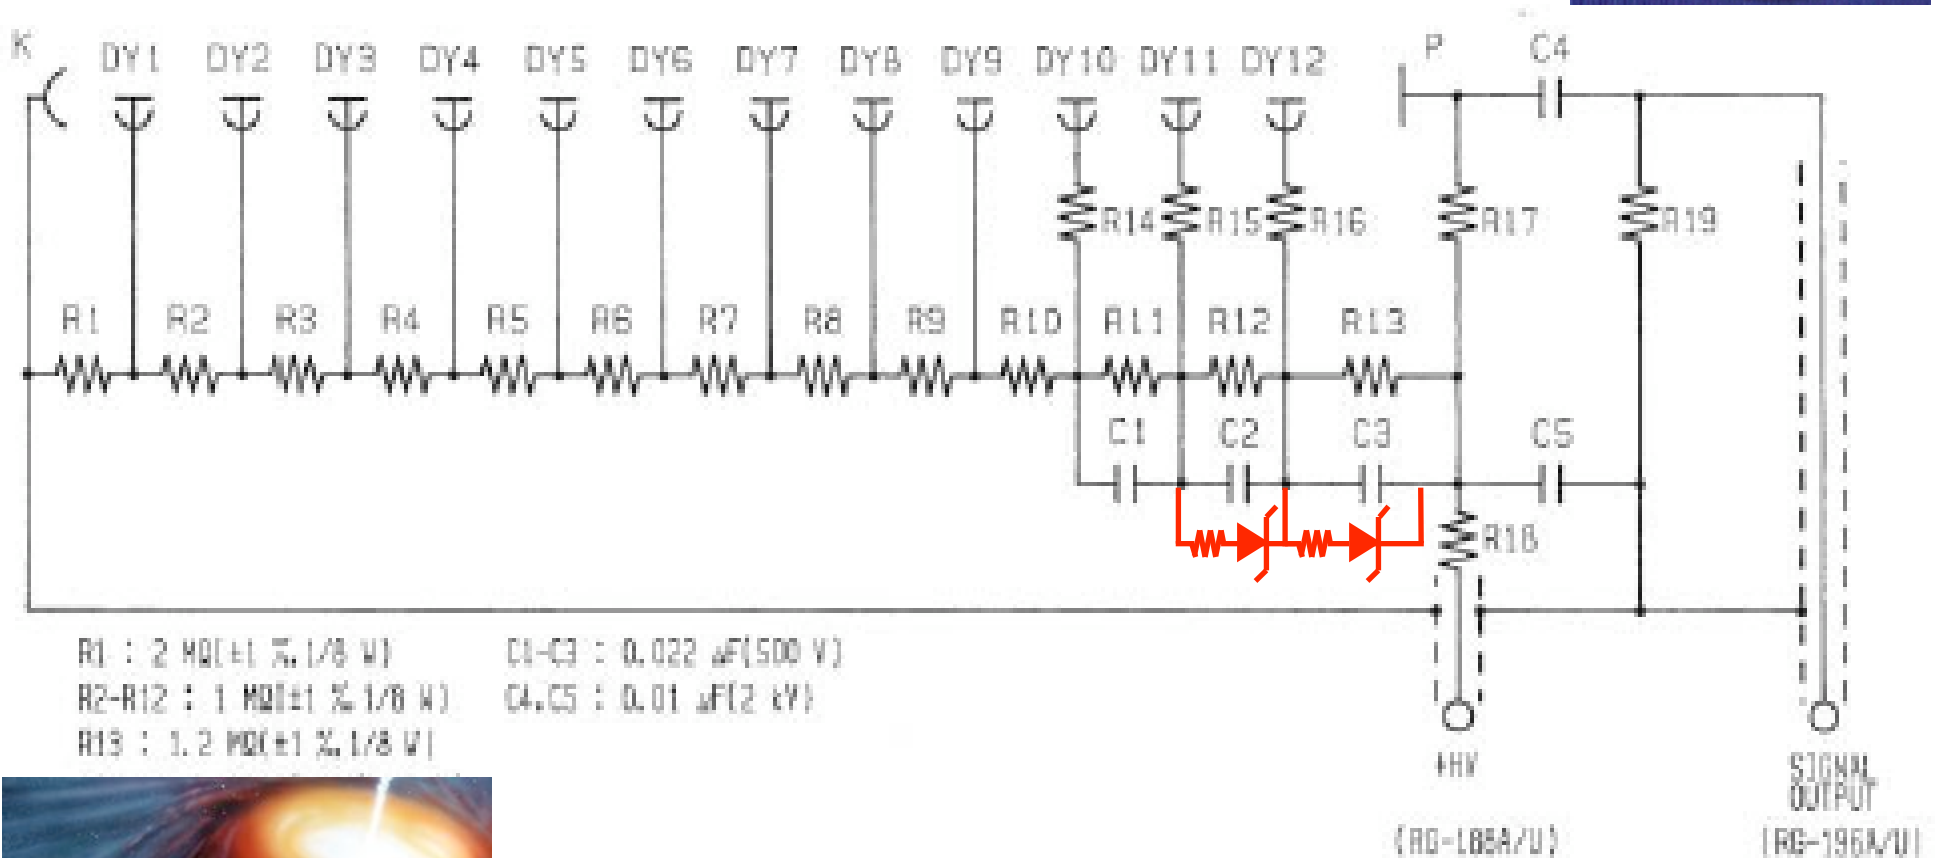 K DY1 DY2 DY3 DY4 DY5 DY6 DY7 DY8 DY9 DY10 DY11 DY12 P C4
R14 R15 R16 R17 R19
R1 R2 R3 R4 R5 R6 R7 R8 R9 R10 R11 R12 R13
C1 C2 C3 C5
R18
R1 : 2 MΩ(±1 %, 1/8 W) C1-C3 : 0.022 µF(500 V)
R2-R12 : 1 MΩ(±1 %, 1/8 W) C4,C5 : 0.01 µF(2 kV)
R13 : 1.2 MΩ(±1 %, 1/8 W)
+HV SIGNAL
OUTPUT
(RG-188A/U) (RG-196A/U)